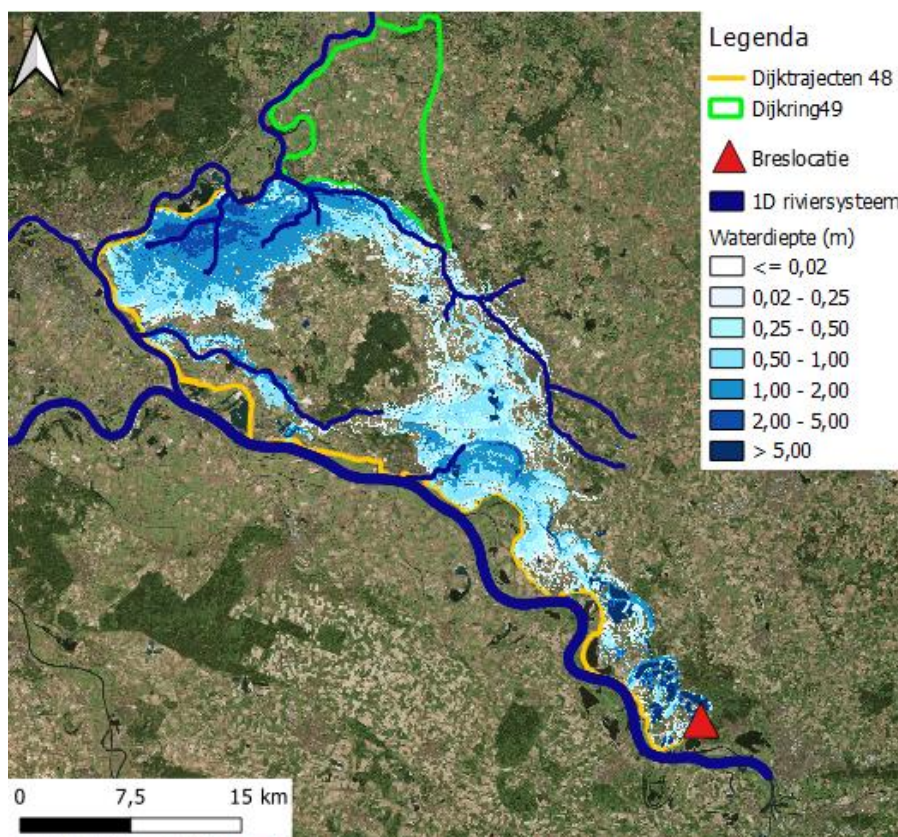 Legenda
Dijktrajecten 48
Dijkring49
Breslocatie
1D riviersysteem
Waterdiepte (m)
<= 0,02
0,02 - 0,25
0,25 - 0,50
0,50 - 1,00
1,00 - 2,00
2,00 - 5,00
> 5,00
0 7,5 15 km